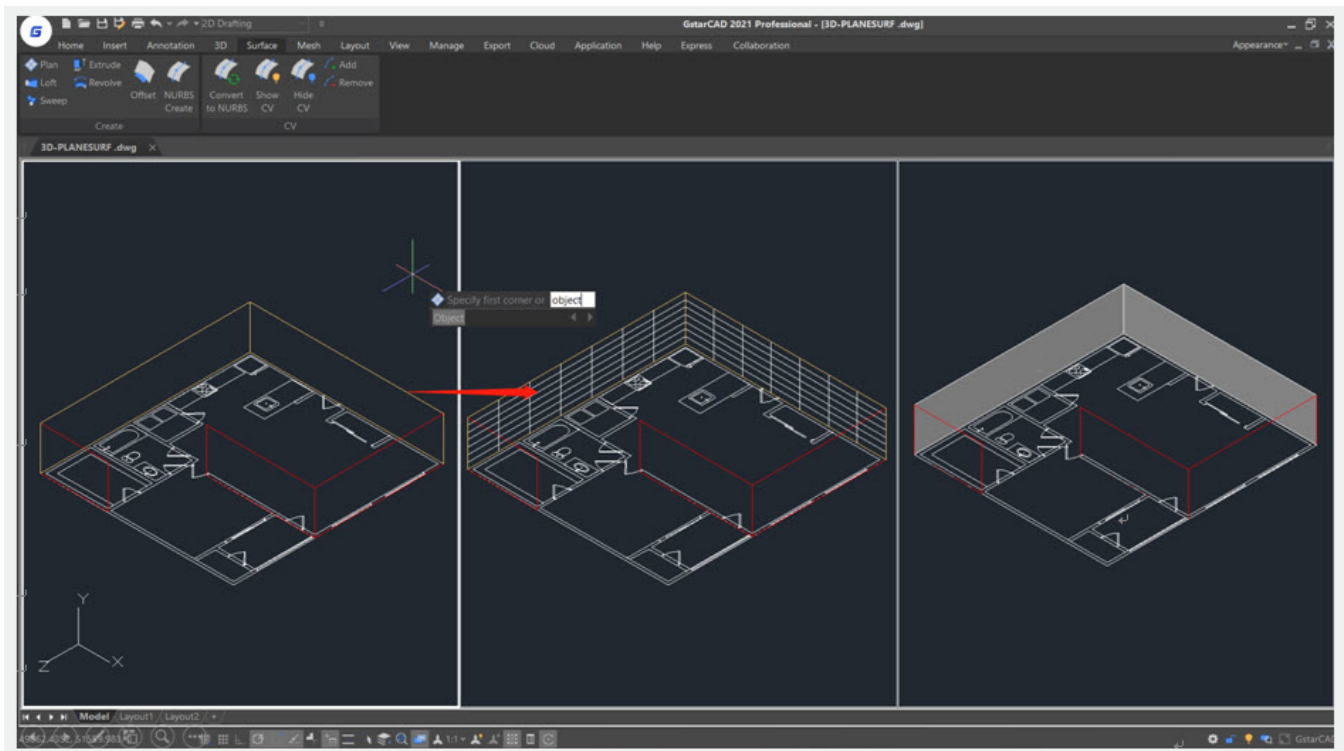 G 2D Drafting GstarCAD 2021 Professional - [3D-PLANESURF .dwg]
Home Insert Annotation 3D Surface Mesh Layout View Manage Export Cloud Application Help Express Collaboration Appearance
Plan Extrude Add
Loft Revolve Remove
Sweep
Offset NURBS Convert Show Hide
Create to NURBS CV CV
Create CV
3D-PLANESURF .dwg
Specify first corner or object
Object
Y
Z X
Model Layout1 Layout2 +
1:1 GstarCAD